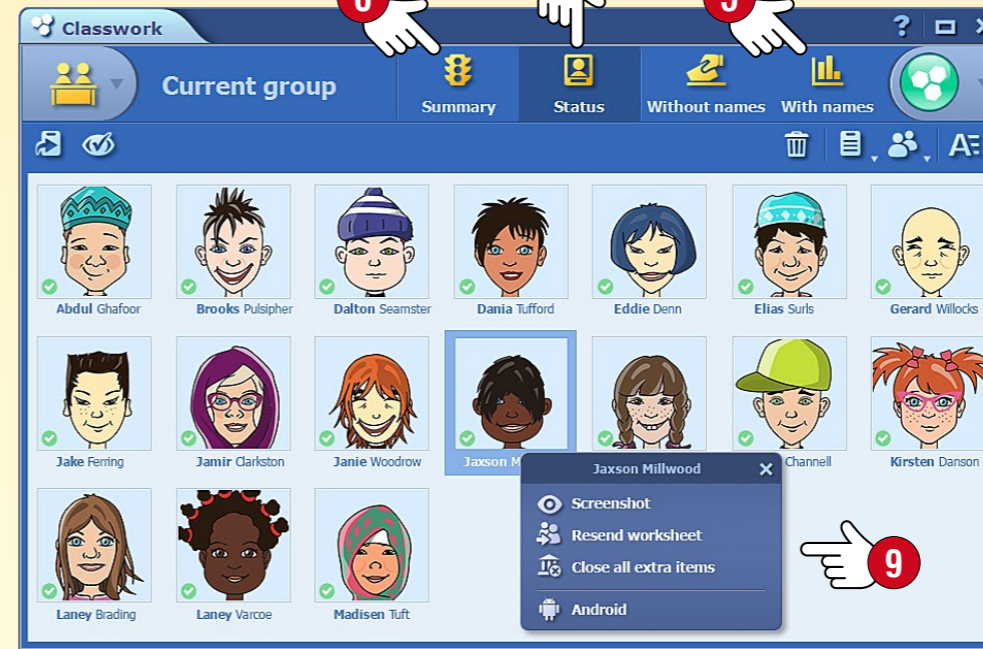 6
5
Classwork
?
Current group
Summary
Status
Without names
With names
Abdul Ghafoor
Brooks Pulsipher
Dalton Seamster
Dania Tufford
Eddie Denn
Elias Surls
Gerard Willocks
Jake Ferring
Jamir Clarkston
Janie Woodrow
Jaxson M
Channell
Kirsten Danson
Jaxson Millwood
Screenshot
Resend worksheet
Close all extra items
Android
9
Laney Brading
Laney Varcoe
Madisen Tuft